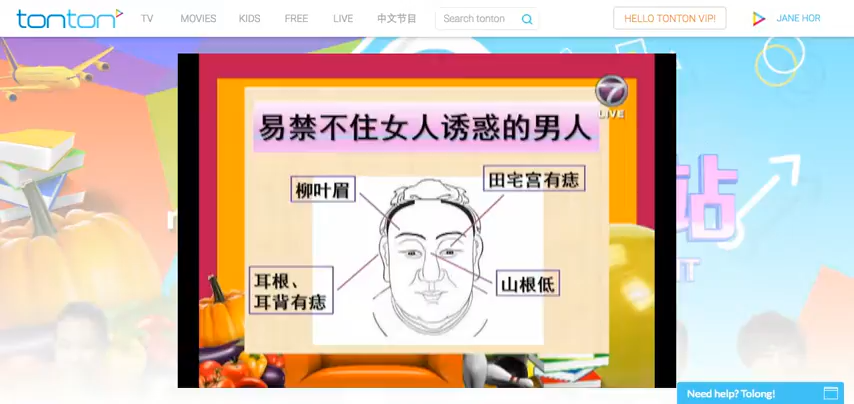 tonton
TV
MOVIES
KIDS
FREE
LIVE
中文节目
Search tonton
HELLO TONTON VIP!
JANE HOR
7
LIVE
易禁不住女人诱惑的男人
柳叶眉
田宅宫有痣
耳根、
耳背有痣
山根低
站
Need help? Tolong!